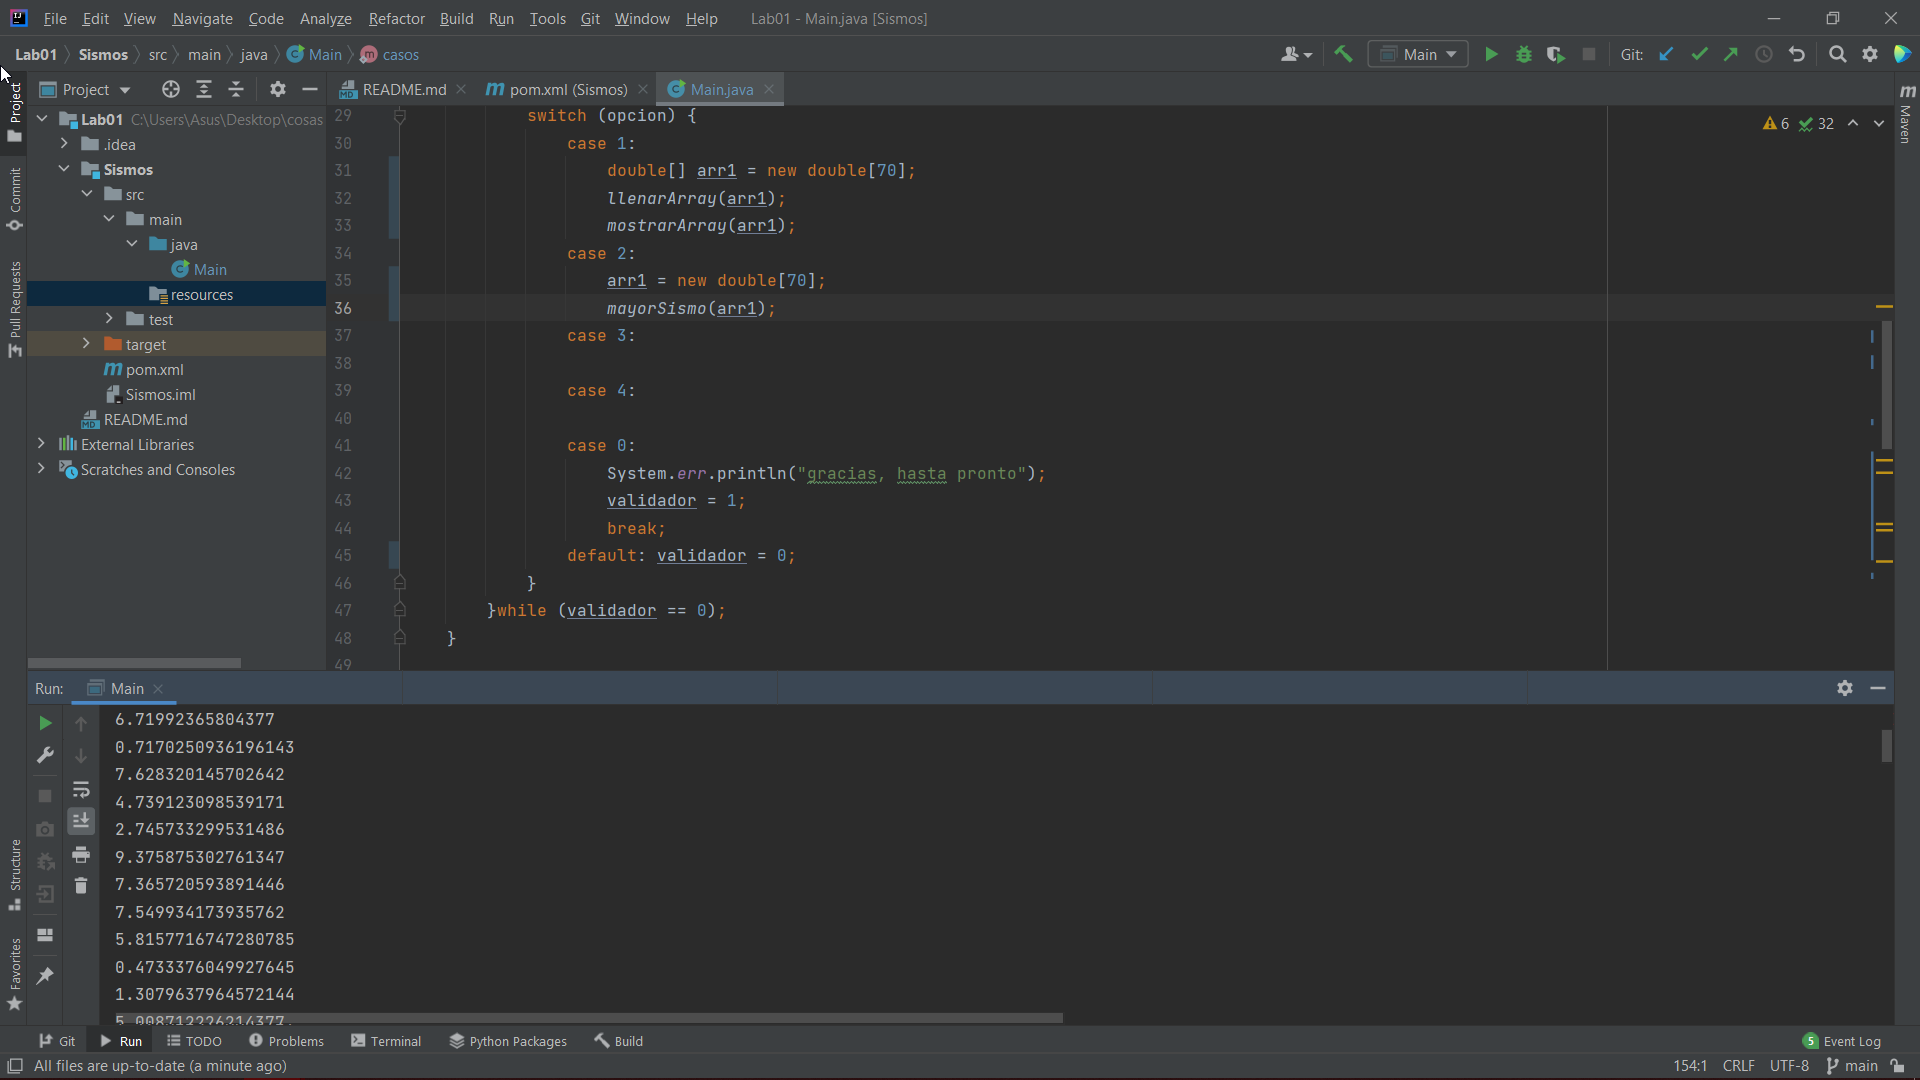 File Edit View Navigate Code Analyze Refactor Build Run Tools Git Window Help Lab01 - Main.java [Sismos]
Lab01 Sismos src main java Main casos Main Git:
Project README.md pom.xml (Sismos) Main.java
Lab01 C:\Users\Asus\Desktop\cosas
.idea
Sismos
src
main
java
Main
resources
test
target
pom.xml
Sismos.iml
README.md
External Libraries
Scratches and Consoles
29 switch (opcion) {
30 case 1:
31 double[] arr1 = new double[70];
32 llenarArray(arr1);
33 mostrarArray(arr1);
34 case 2:
35 arr1 = new double[70];
36 mayorSismo(arr1);
37 case 3:
38
39 case 4:
40
41 case 0:
42 System.err.println("gracias, hasta pronto");
43 validador = 1;
44 break;
45 default: validador = 0;
46 }
47 }while (validador == 0);
48 }
49
6 32
Project
Commit
Pull Requests
Structure
Favorites
Maven
Run: Main
6.71992365804377
0.7170250936196143
7.628320145702642
4.739123098539171
2.745733299531486
9.375875302761347
7.365720593891446
7.549934173935762
5.8157716747280785
0.4733376049927645
1.3079637964572144
5.008712226214377
Git Run TODO Problems Terminal Python Packages Build 5 Event Log
All files are up-to-date (a minute ago) 154:1 CRLF UTF-8 main